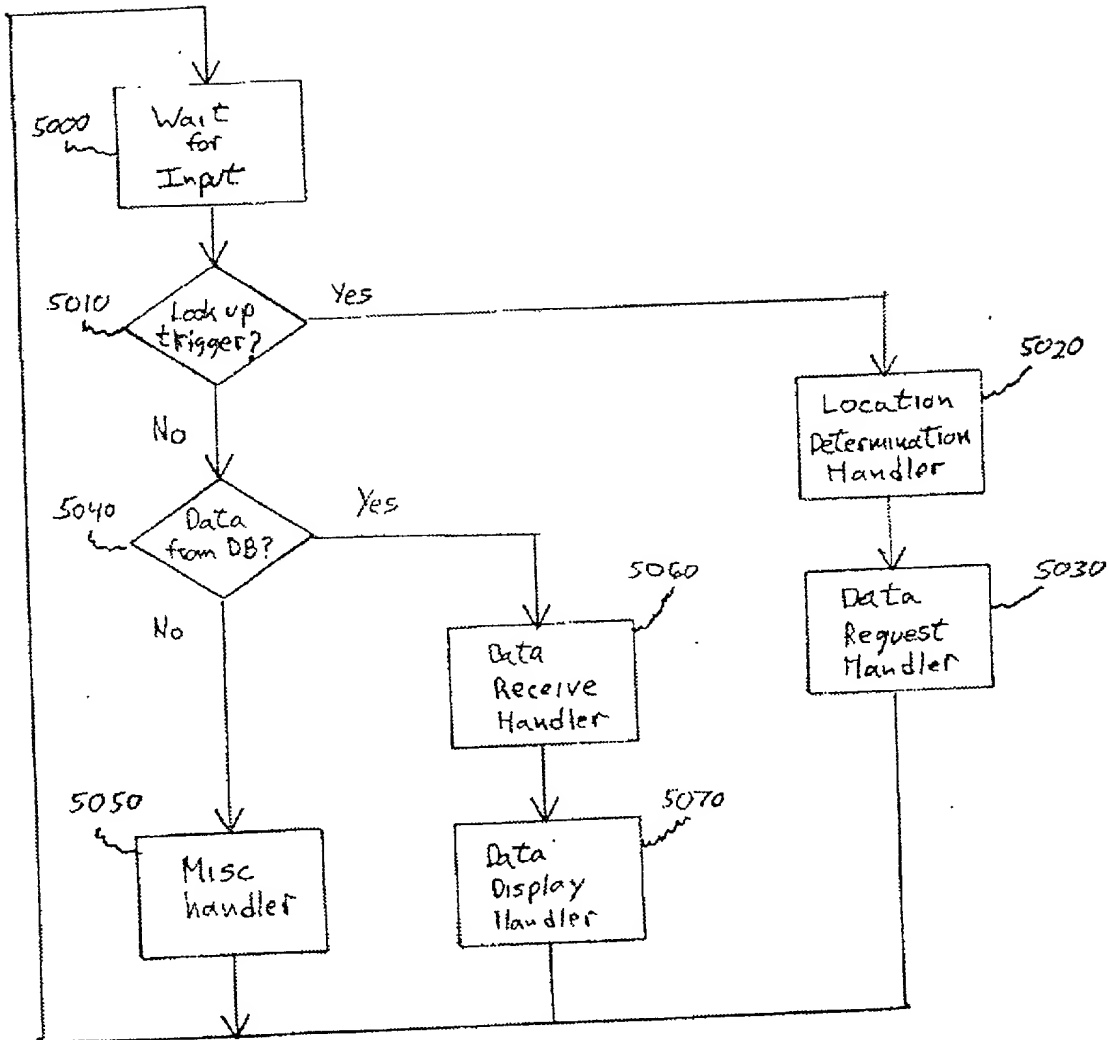 5000
Wait
for
Input
5010
Look up
trigger?
Yes
5020
Location
Determination
Handler
No
5040
Data
from DB?
Yes
5060
Data
Receive
Handler
5030
Data
Request
Handler
No
5050
Misc
handler
5070
Data
Display
Handler